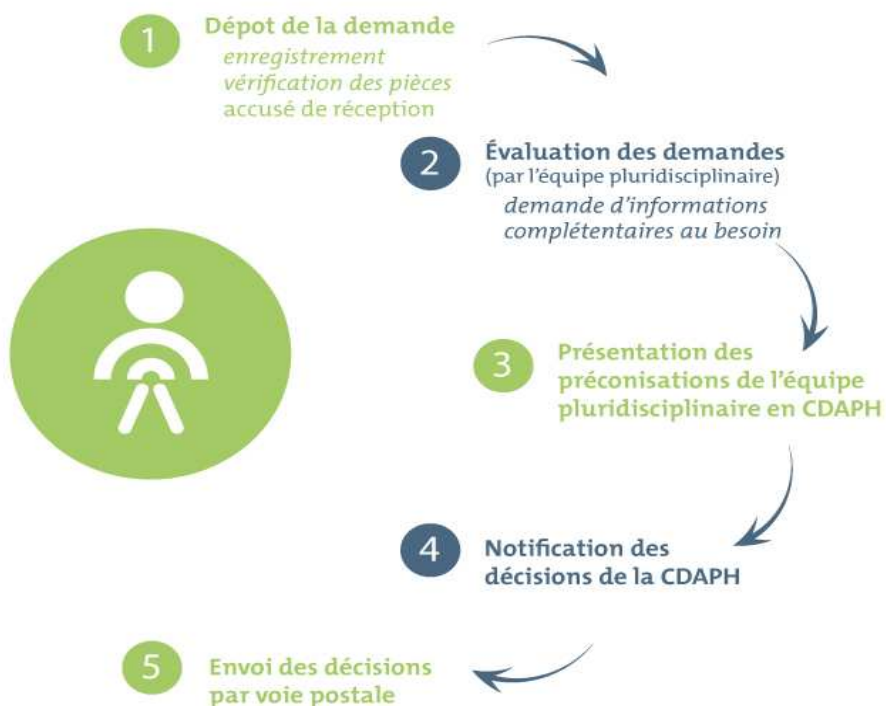 1
Dépot de la demande
enregistrement
vérification des pièces
accusé de réception
2
Évaluation des demandes
(par l'équipe pluridisciplinaire)
demande d'informations
complétentaires au besoin
3
Présentation des
préconisations de l'équipe
pluridisciplinaire en CDAPH
4
Notification des
décisions de la CDAPH
5
Envoi des décisions
par voie postale